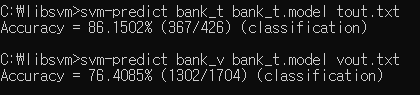 C:₩libsvm>svm-predict bank_t bank_t.model tout.txt
Accuracy = 86.1502% (367/426) (classification)
C:₩libsvm>svm-predict bank_v bank_t.model vout.txt
Accuracy = 76.4085% (1302/1704) (classification)